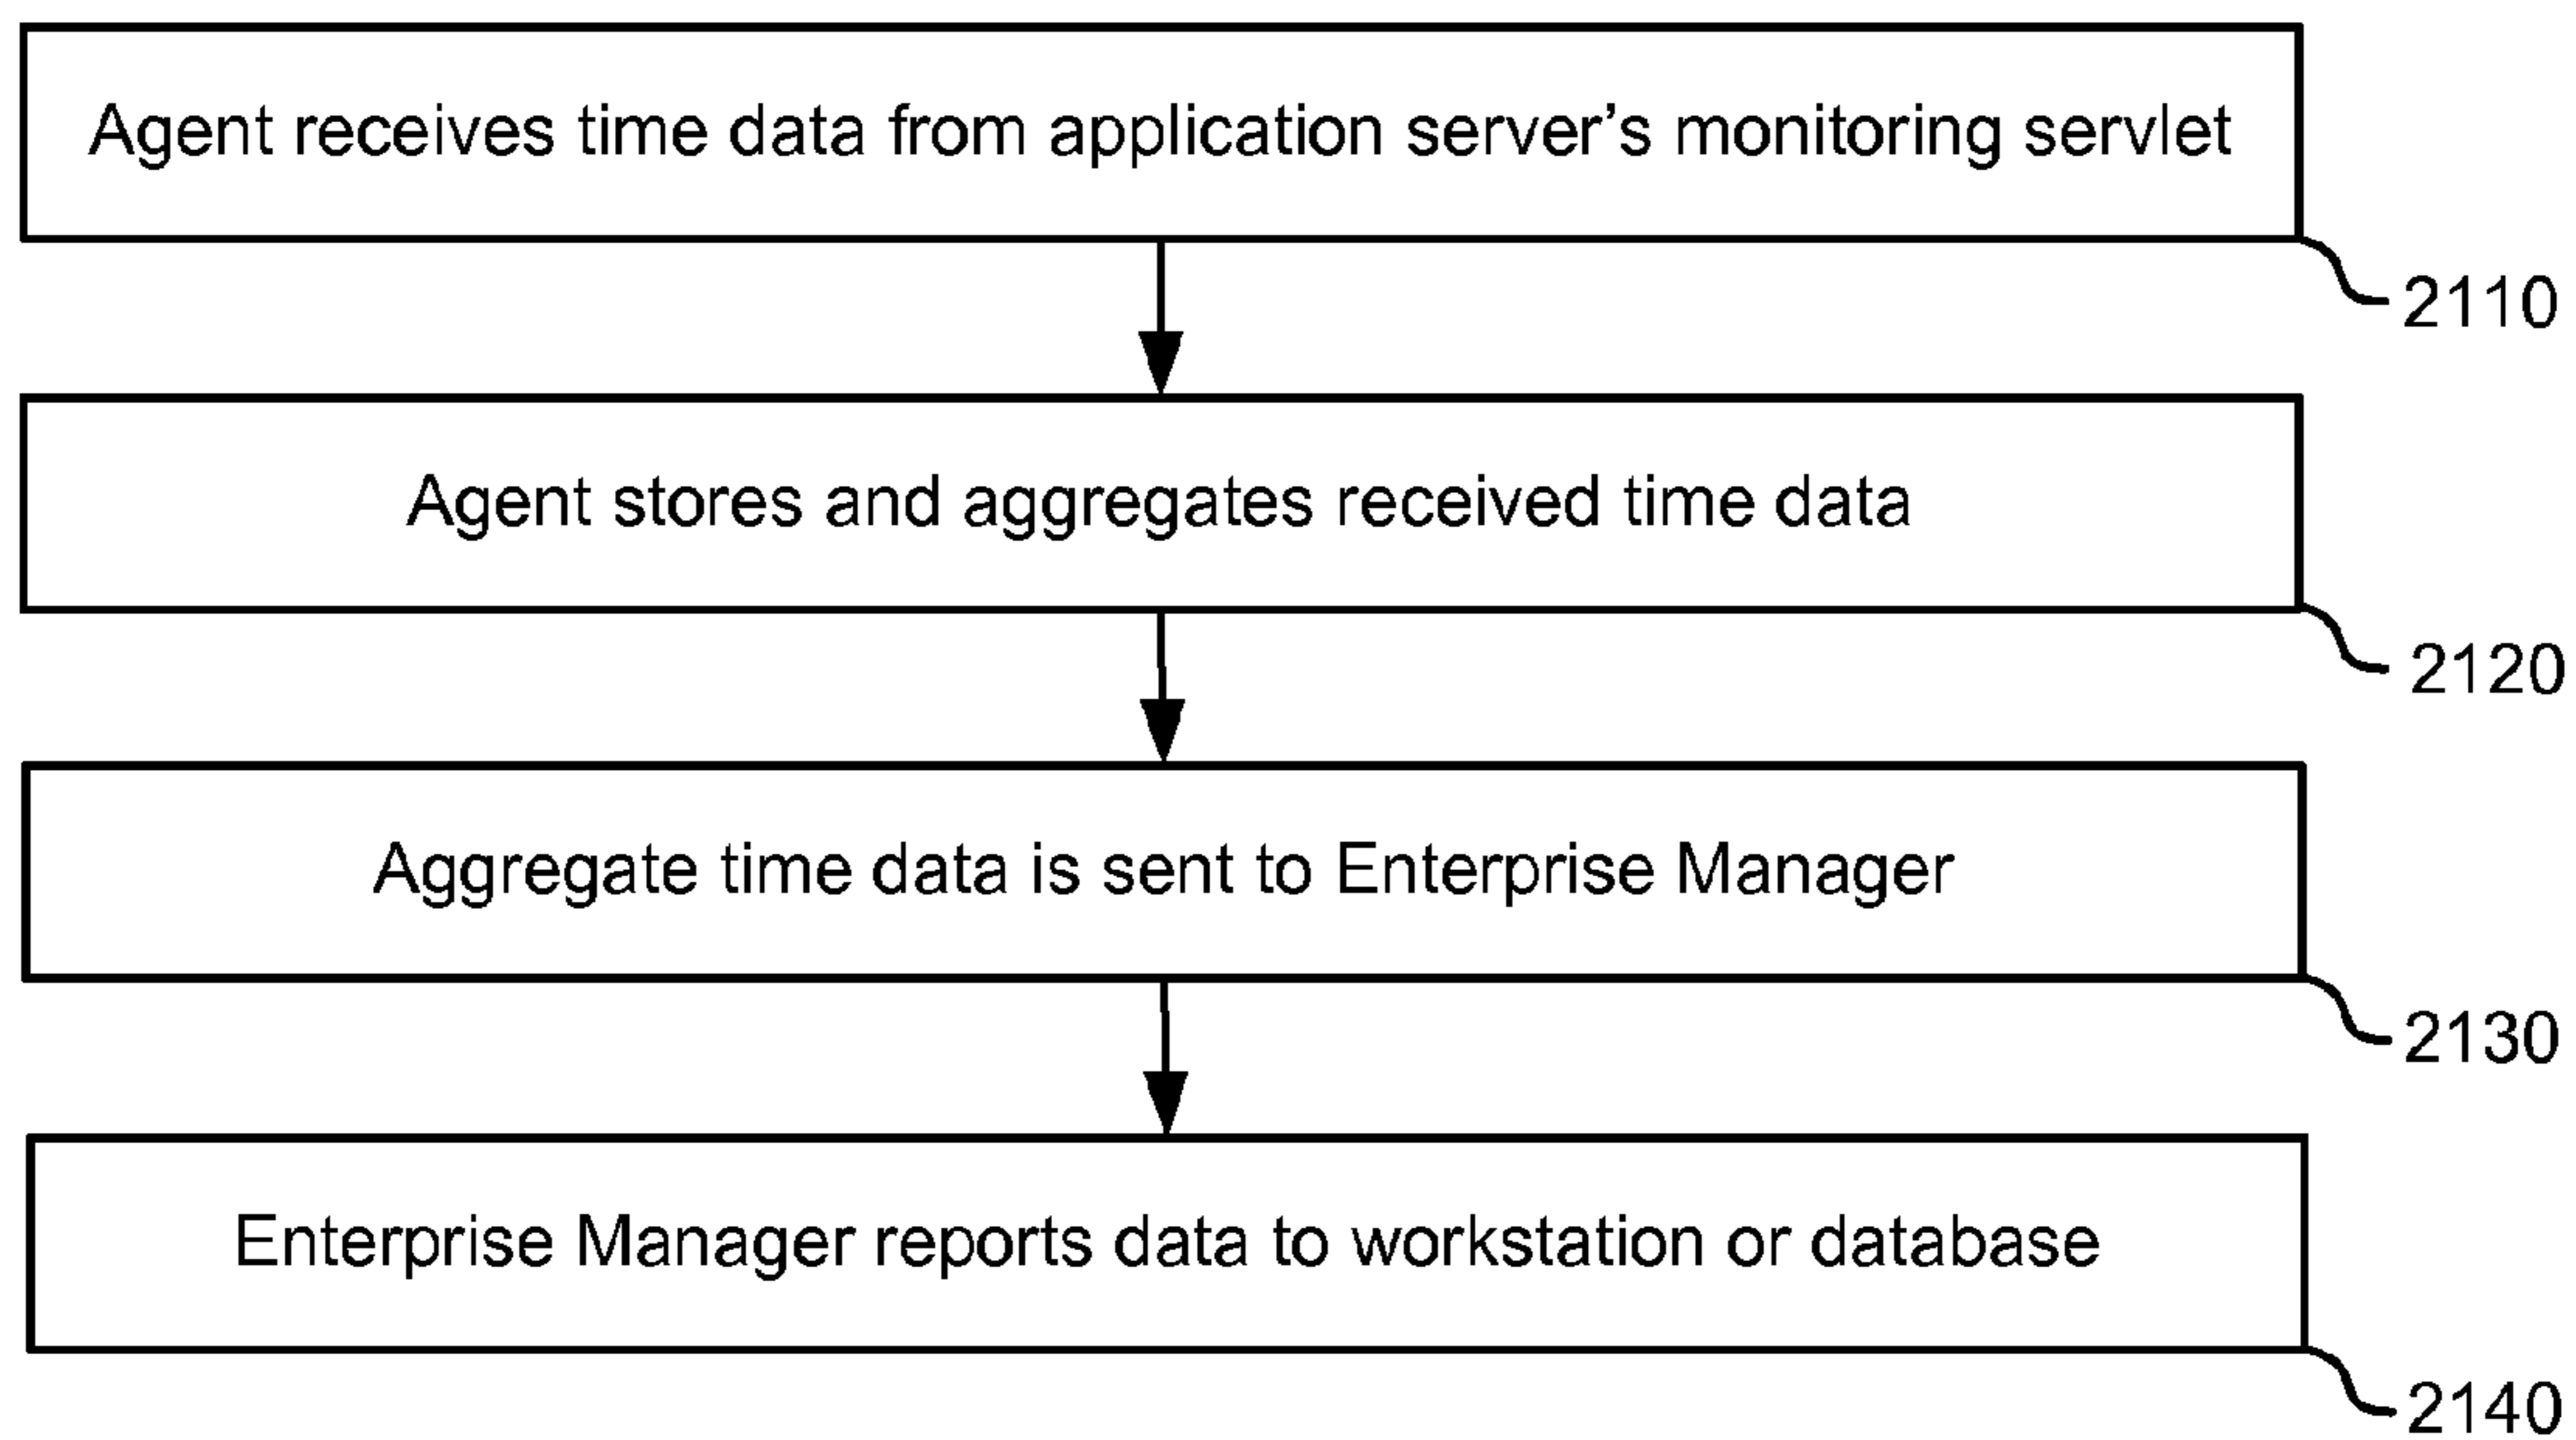 Agent receives time data from application server’s monitoring servlet
2110
Agent stores and aggregates received time data
2120
Aggregate time data is sent to Enterprise Manager
2130
Enterprise Manager reports data to workstation or database
2140